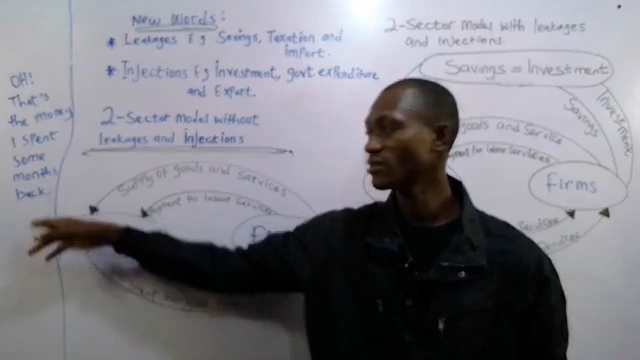 New Words:
* Leakages E.g Savings, Taxation and
import.
* Injections E.g investment, govt expenditure
and Export.
2-Sector model without
leakages and injections
OH!
That's
the money
I spent
some
months
back.
Supply of goods and Services
for labour Services
2-Sector model with leakages
and injections.
Savings = Investment
Savings
Investment
goods and Service
for labour Services
firms
Services
Services